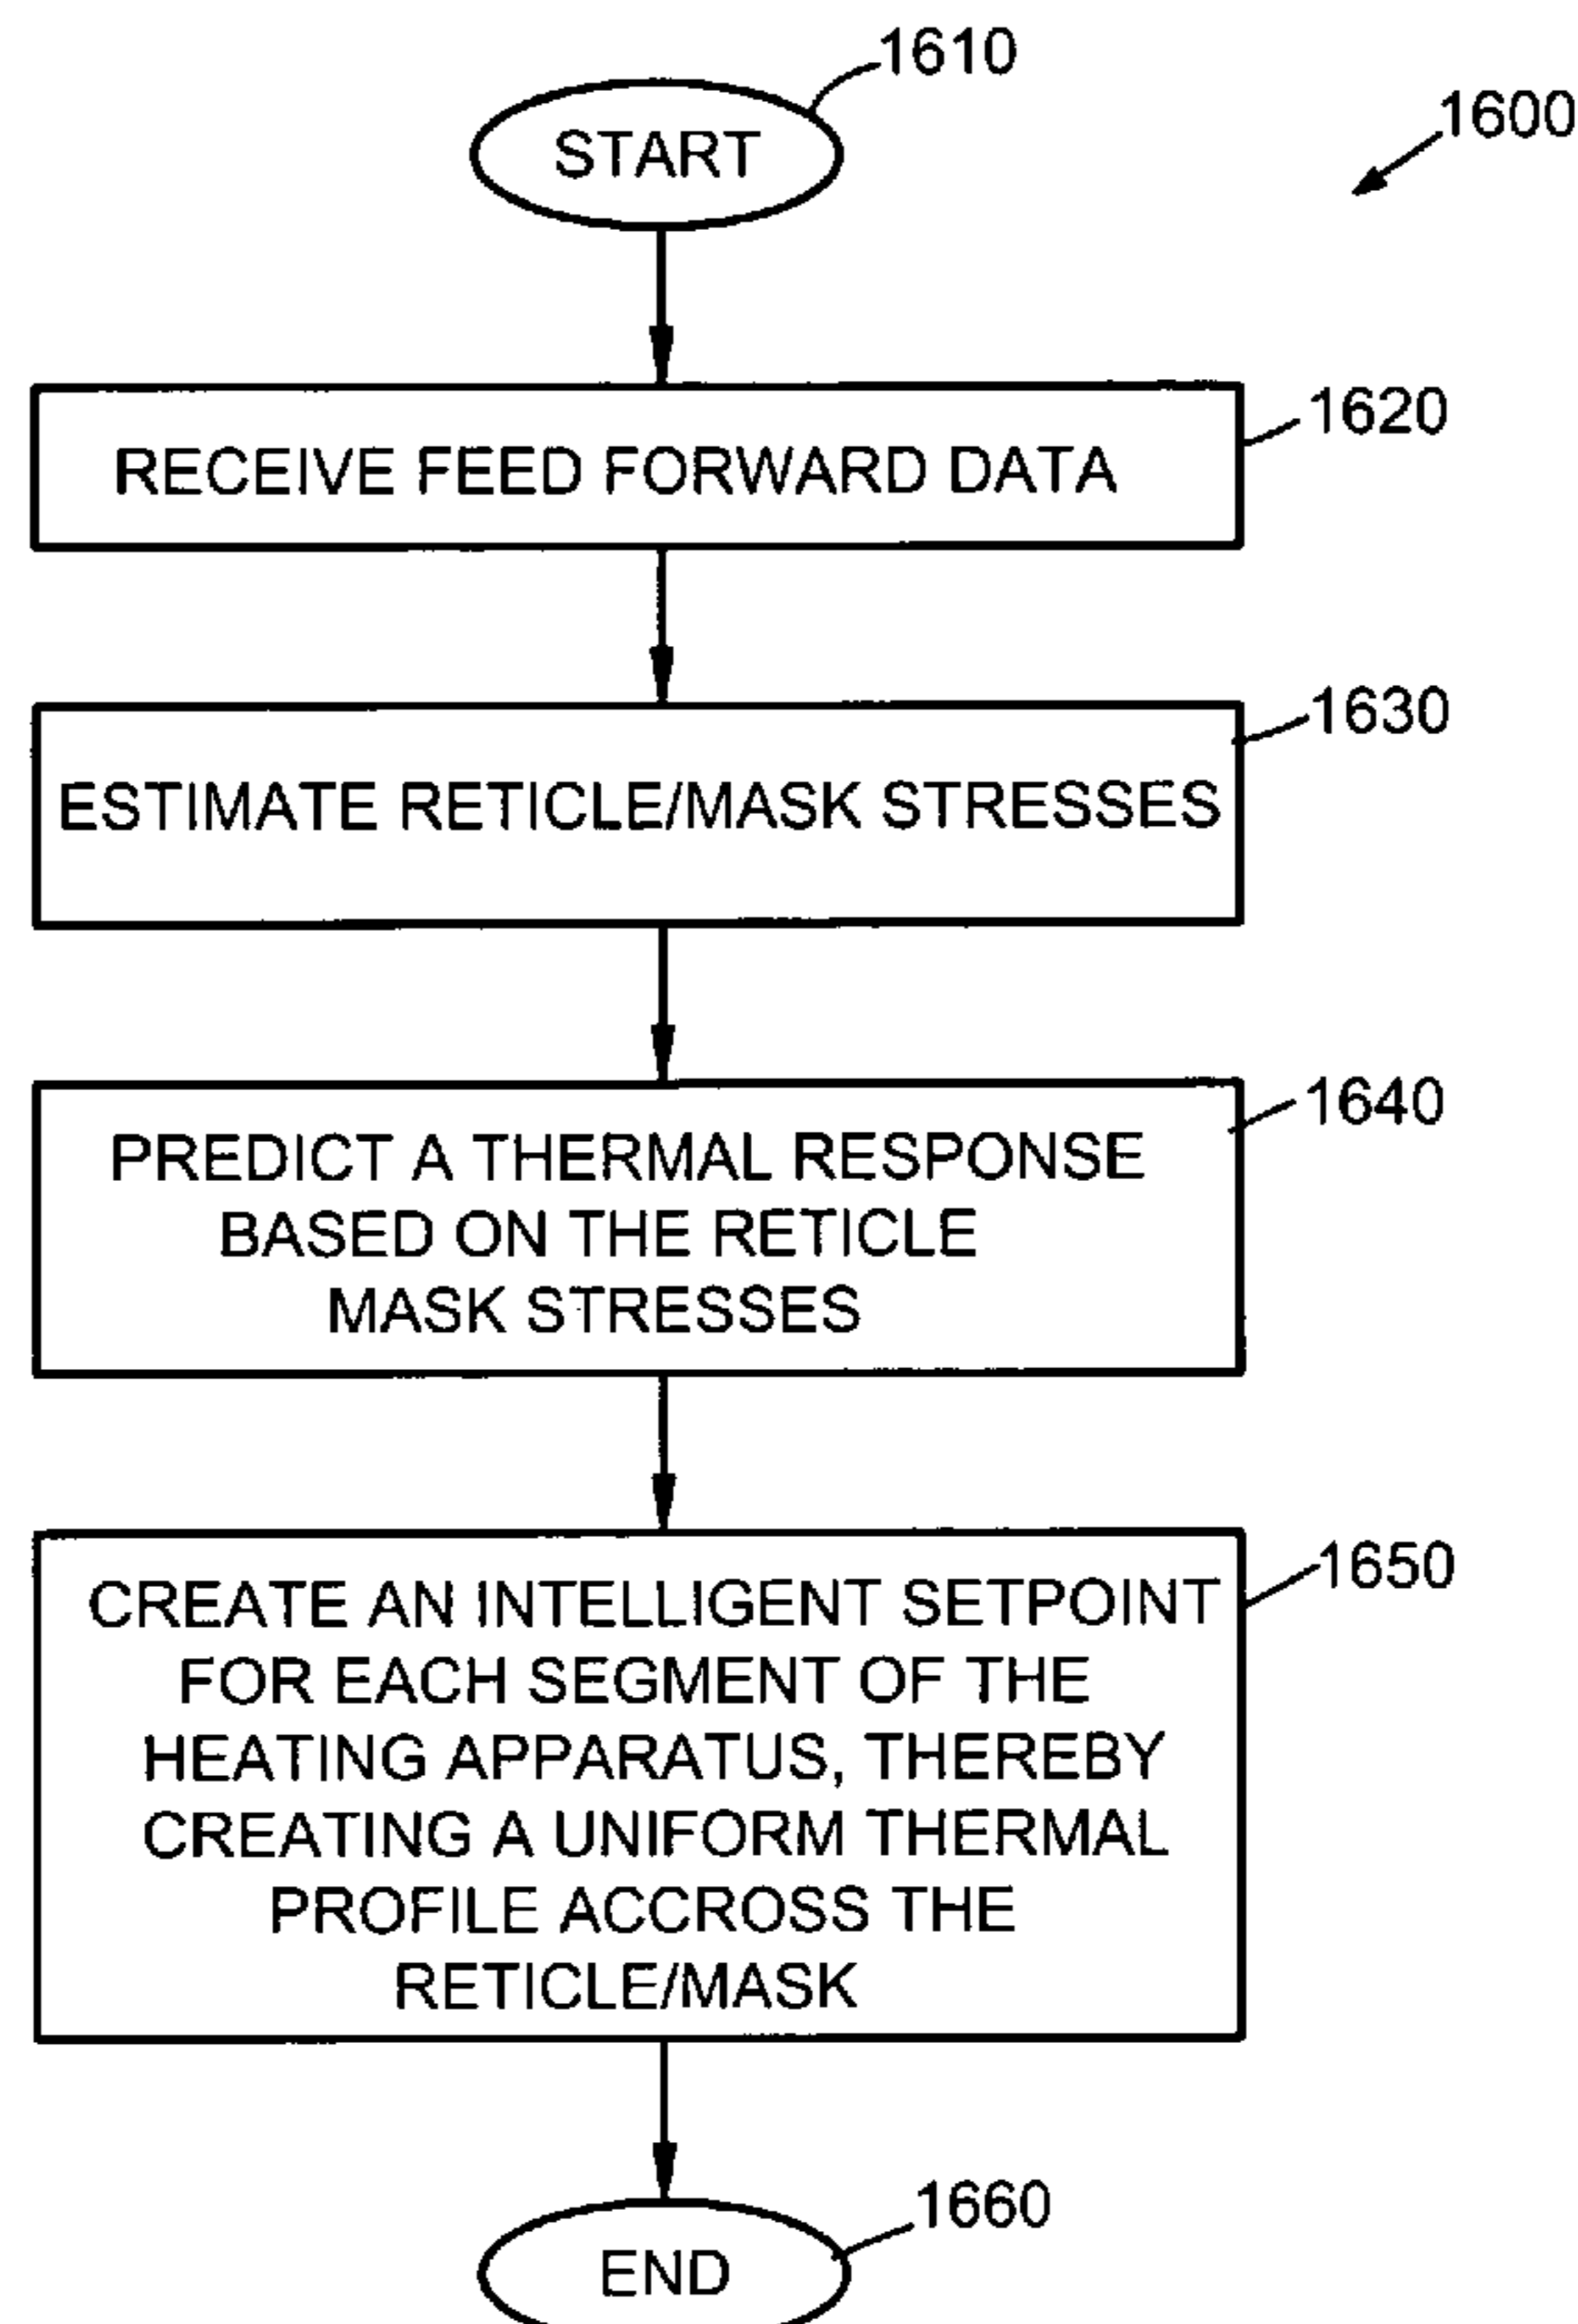 1610
START
1600
1620
RECEIVE FEED FORWARD DATA
1630
ESTIMATE RETICLE/MASK STRESSES
1640
PREDICT A THERMAL RESPONSE
BASED ON THE RETICLE
MASK STRESSES
1650
CREATE AN INTELLIGENT SETPOINT
FOR EACH SEGMENT OF THE
HEATING APPARATUS, THEREBY
CREATING A UNIFORM THERMAL
PROFILE ACCROSS THE
RETICLE/MASK
1660
END